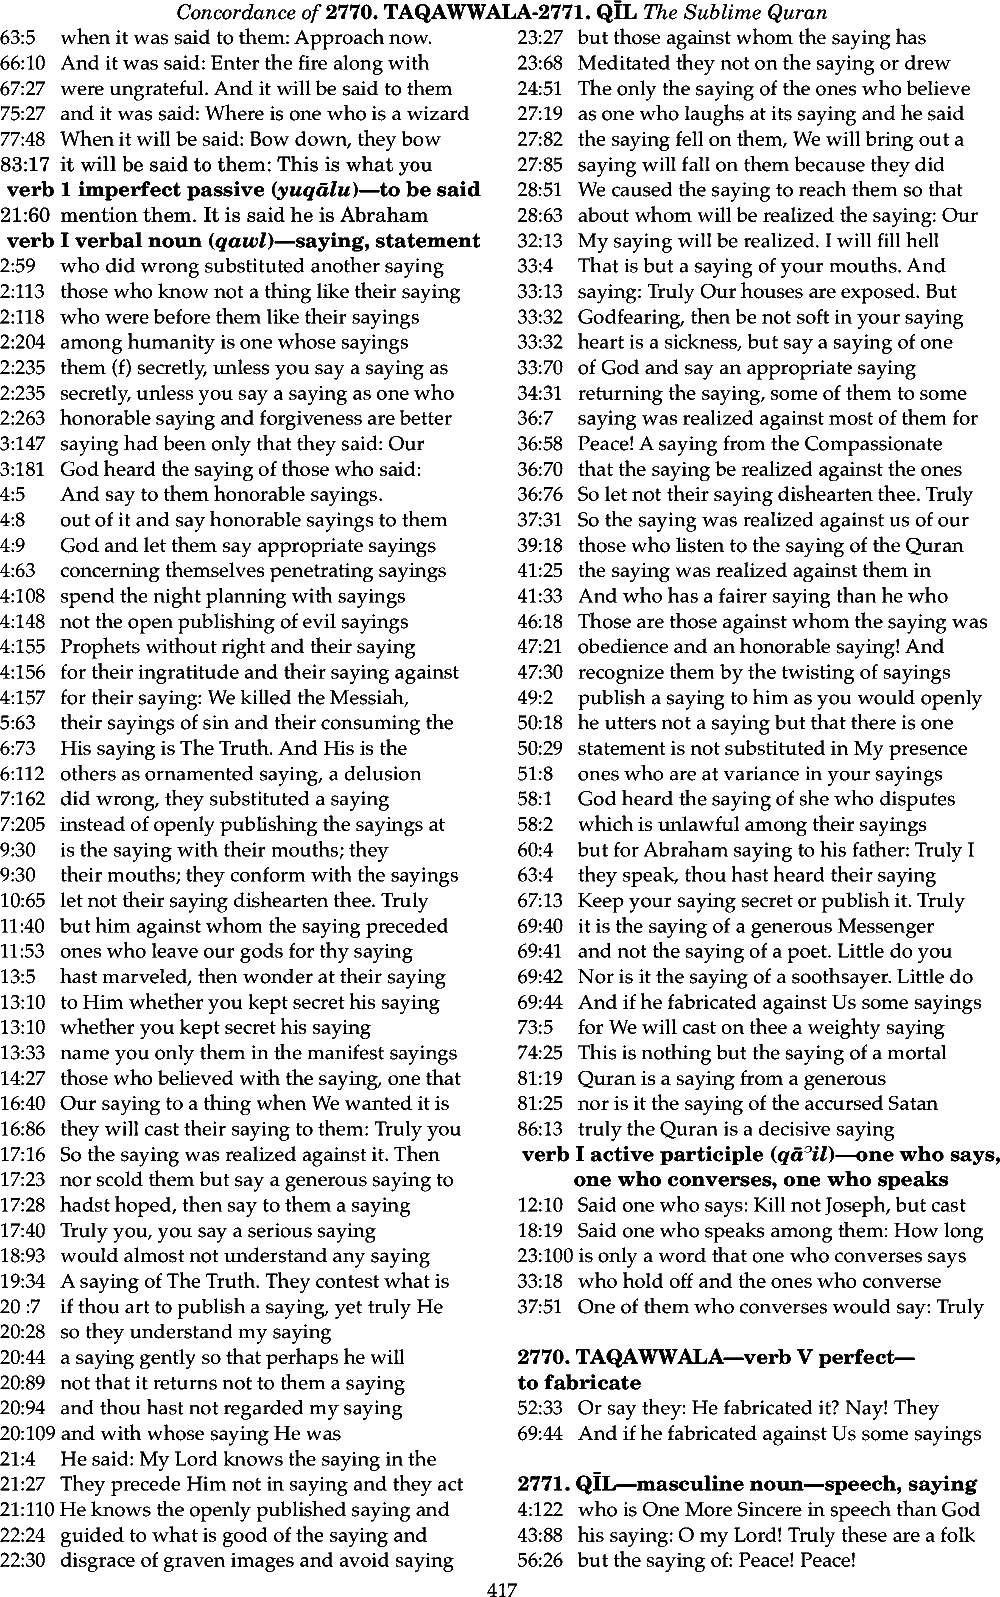 Concordance of 2770. TAQAWWALA-2771. QĪL The Sublime Quran
63:5 when it was said to them: Approach now.
66:10 And it was said: Enter the fire along with
67:27 were ungrateful. And it will be said to them
75:27 and it was said: Where is one who is a wizard
77:48 When it will be said: Bow down, they bow
83:17 it will be said to them: This is what you
verb 1 imperfect passive (yuqālu)—to be said
21:60 mention them. It is said he is Abraham
verb I verbal noun (qawl)—saying, statement
2:59 who did wrong substituted another saying
2:113 those who know not a thing like their saying
2:118 who were before them like their sayings
2:204 among humanity is one whose sayings
2:235 them (f) secretly, unless you say a saying as
2:235 secretly, unless you say a saying as one who
2:263 honorable saying and forgiveness are better
3:147 saying had been only that they said: Our
3:181 God heard the saying of those who said:
4:5 And say to them honorable sayings.
4:8 out of it and say honorable sayings to them
4:9 God and let them say appropriate sayings
4:63 concerning themselves penetrating sayings
4:108 spend the night planning with sayings
4:148 not the open publishing of evil sayings
4:155 Prophets without right and their saying
4:156 for their ingratitude and their saying against
4:157 for their saying: We killed the Messiah,
5:63 their sayings of sin and their consuming the
6:73 His saying is The Truth. And His is the
6:112 others as ornamented saying, a delusion
7:162 did wrong, they substituted a saying
7:205 instead of openly publishing the sayings at
9:30 is the saying with their mouths; they
9:30 their mouths; they conform with the sayings
10:65 let not their saying dishearten thee. Truly
11:40 but him against whom the saying preceded
11:53 ones who leave our gods for thy saying
13:5 hast marveled, then wonder at their saying
13:10 to Him whether you kept secret his saying
13:10 whether you kept secret his saying
13:33 name you only them in the manifest sayings
14:27 those who believed with the saying, one that
16:40 Our saying to a thing when We wanted it is
16:86 they will cast their saying to them: Truly you
17:16 So the saying was realized against it. Then
17:23 nor scold them but say a generous saying to
17:28 hadst hoped, then say to them a saying
17:40 Truly you, you say a serious saying
18:93 would almost not understand any saying
19:34 A saying of The Truth. They contest what is
20 :7 if thou art to publish a saying, yet truly He
20:28 so they understand my saying
20:44 a saying gently so that perhaps he will
20:89 not that it returns not to them a saying
20:94 and thou hast not regarded my saying
20:109 and with whose saying He was
21:4 He said: My Lord knows the saying in the
21:27 They precede Him not in saying and they act
21:110 He knows the openly published saying and
22:24 guided to what is good of the saying and
22:30 disgrace of graven images and avoid saying
23:27 but those against whom the saying has
23:68 Meditated they not on the saying or drew
24:51 The only the saying of the ones who believe
27:19 as one who laughs at its saying and he said
27:82 the saying fell on them, We will bring out a
27:85 saying will fall on them because they did
28:51 We caused the saying to reach them so that
28:63 about whom will be realized the saying: Our
32:13 My saying will be realized. I will fill hell
33:4 That is but a saying of your mouths. And
33:13 saying: Truly Our houses are exposed. But
33:32 Godfearing, then be not soft in your saying
33:32 heart is a sickness, but say a saying of one
33:70 of God and say an appropriate saying
34:31 returning the saying, some of them to some
36:7 saying was realized against most of them for
36:58 Peace! A saying from the Compassionate
36:70 that the saying be realized against the ones
36:76 So let not their saying dishearten thee. Truly
37:31 So the saying was realized against us of our
39:18 those who listen to the saying of the Quran
41:25 the saying was realized against them in
41:33 And who has a fairer saying than he who
46:18 Those are those against whom the saying was
47:21 obedience and an honorable saying! And
47:30 recognize them by the twisting of sayings
49:2 publish a saying to him as you would openly
50:18 he utters not a saying but that there is one
50:29 statement is not substituted in My presence
51:8 ones who are at variance in your sayings
58:1 God heard the saying of she who disputes
58:2 which is unlawful among their sayings
60:4 but for Abraham saying to his father: Truly I
63:4 they speak, thou hast heard their saying
67:13 Keep your saying secret or publish it. Truly
69:40 it is the saying of a generous Messenger
69:41 and not the saying of a poet. Little do you
69:42 Nor is it the saying of a soothsayer. Little do
69:44 And if he fabricated against Us some sayings
73:5 for We will cast on thee a weighty saying
74:25 This is nothing but the saying of a mortal
81:19 Quran is a saying from a generous
81:25 nor is it the saying of the accursed Satan
86:13 truly the Quran is a decisive saying
verb I active participle (qāʾil)—one who says,
one who converses, one who speaks
12:10 Said one who says: Kill not Joseph, but cast
18:19 Said one who speaks among them: How long
23:100 is only a word that one who converses says
33:18 who hold off and the ones who converse
37:51 One of them who converses would say: Truly
2770. TAQAWWALA—verb V perfect—
to fabricate
52:33 Or say they: He fabricated it? Nay! They
69:44 And if he fabricated against Us some sayings
2771. QĪL—masculine noun—speech, saying
4:122 who is One More Sincere in speech than God
43:88 his saying: O my Lord! Truly these are a folk
56:26 but the saying of: Peace! Peace!
417